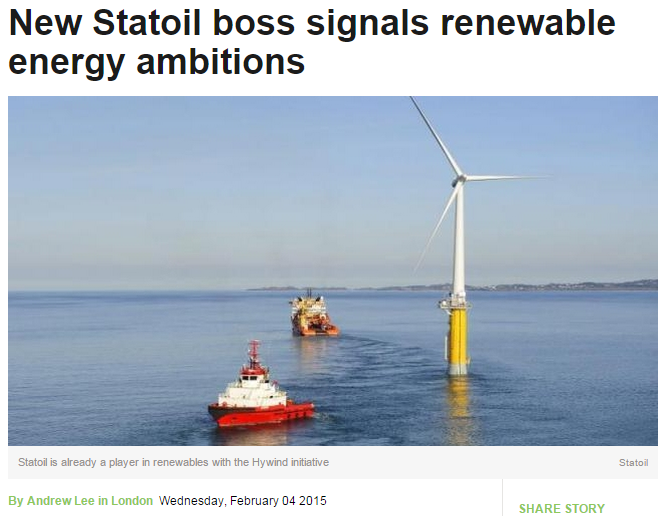 New Statoil boss signals renewable
energy ambitions
Statoil is already a player in renewables with the Hywind initiative
Statoil
By Andrew Lee in London Wednesday, February 04 2015
SHARE STORY